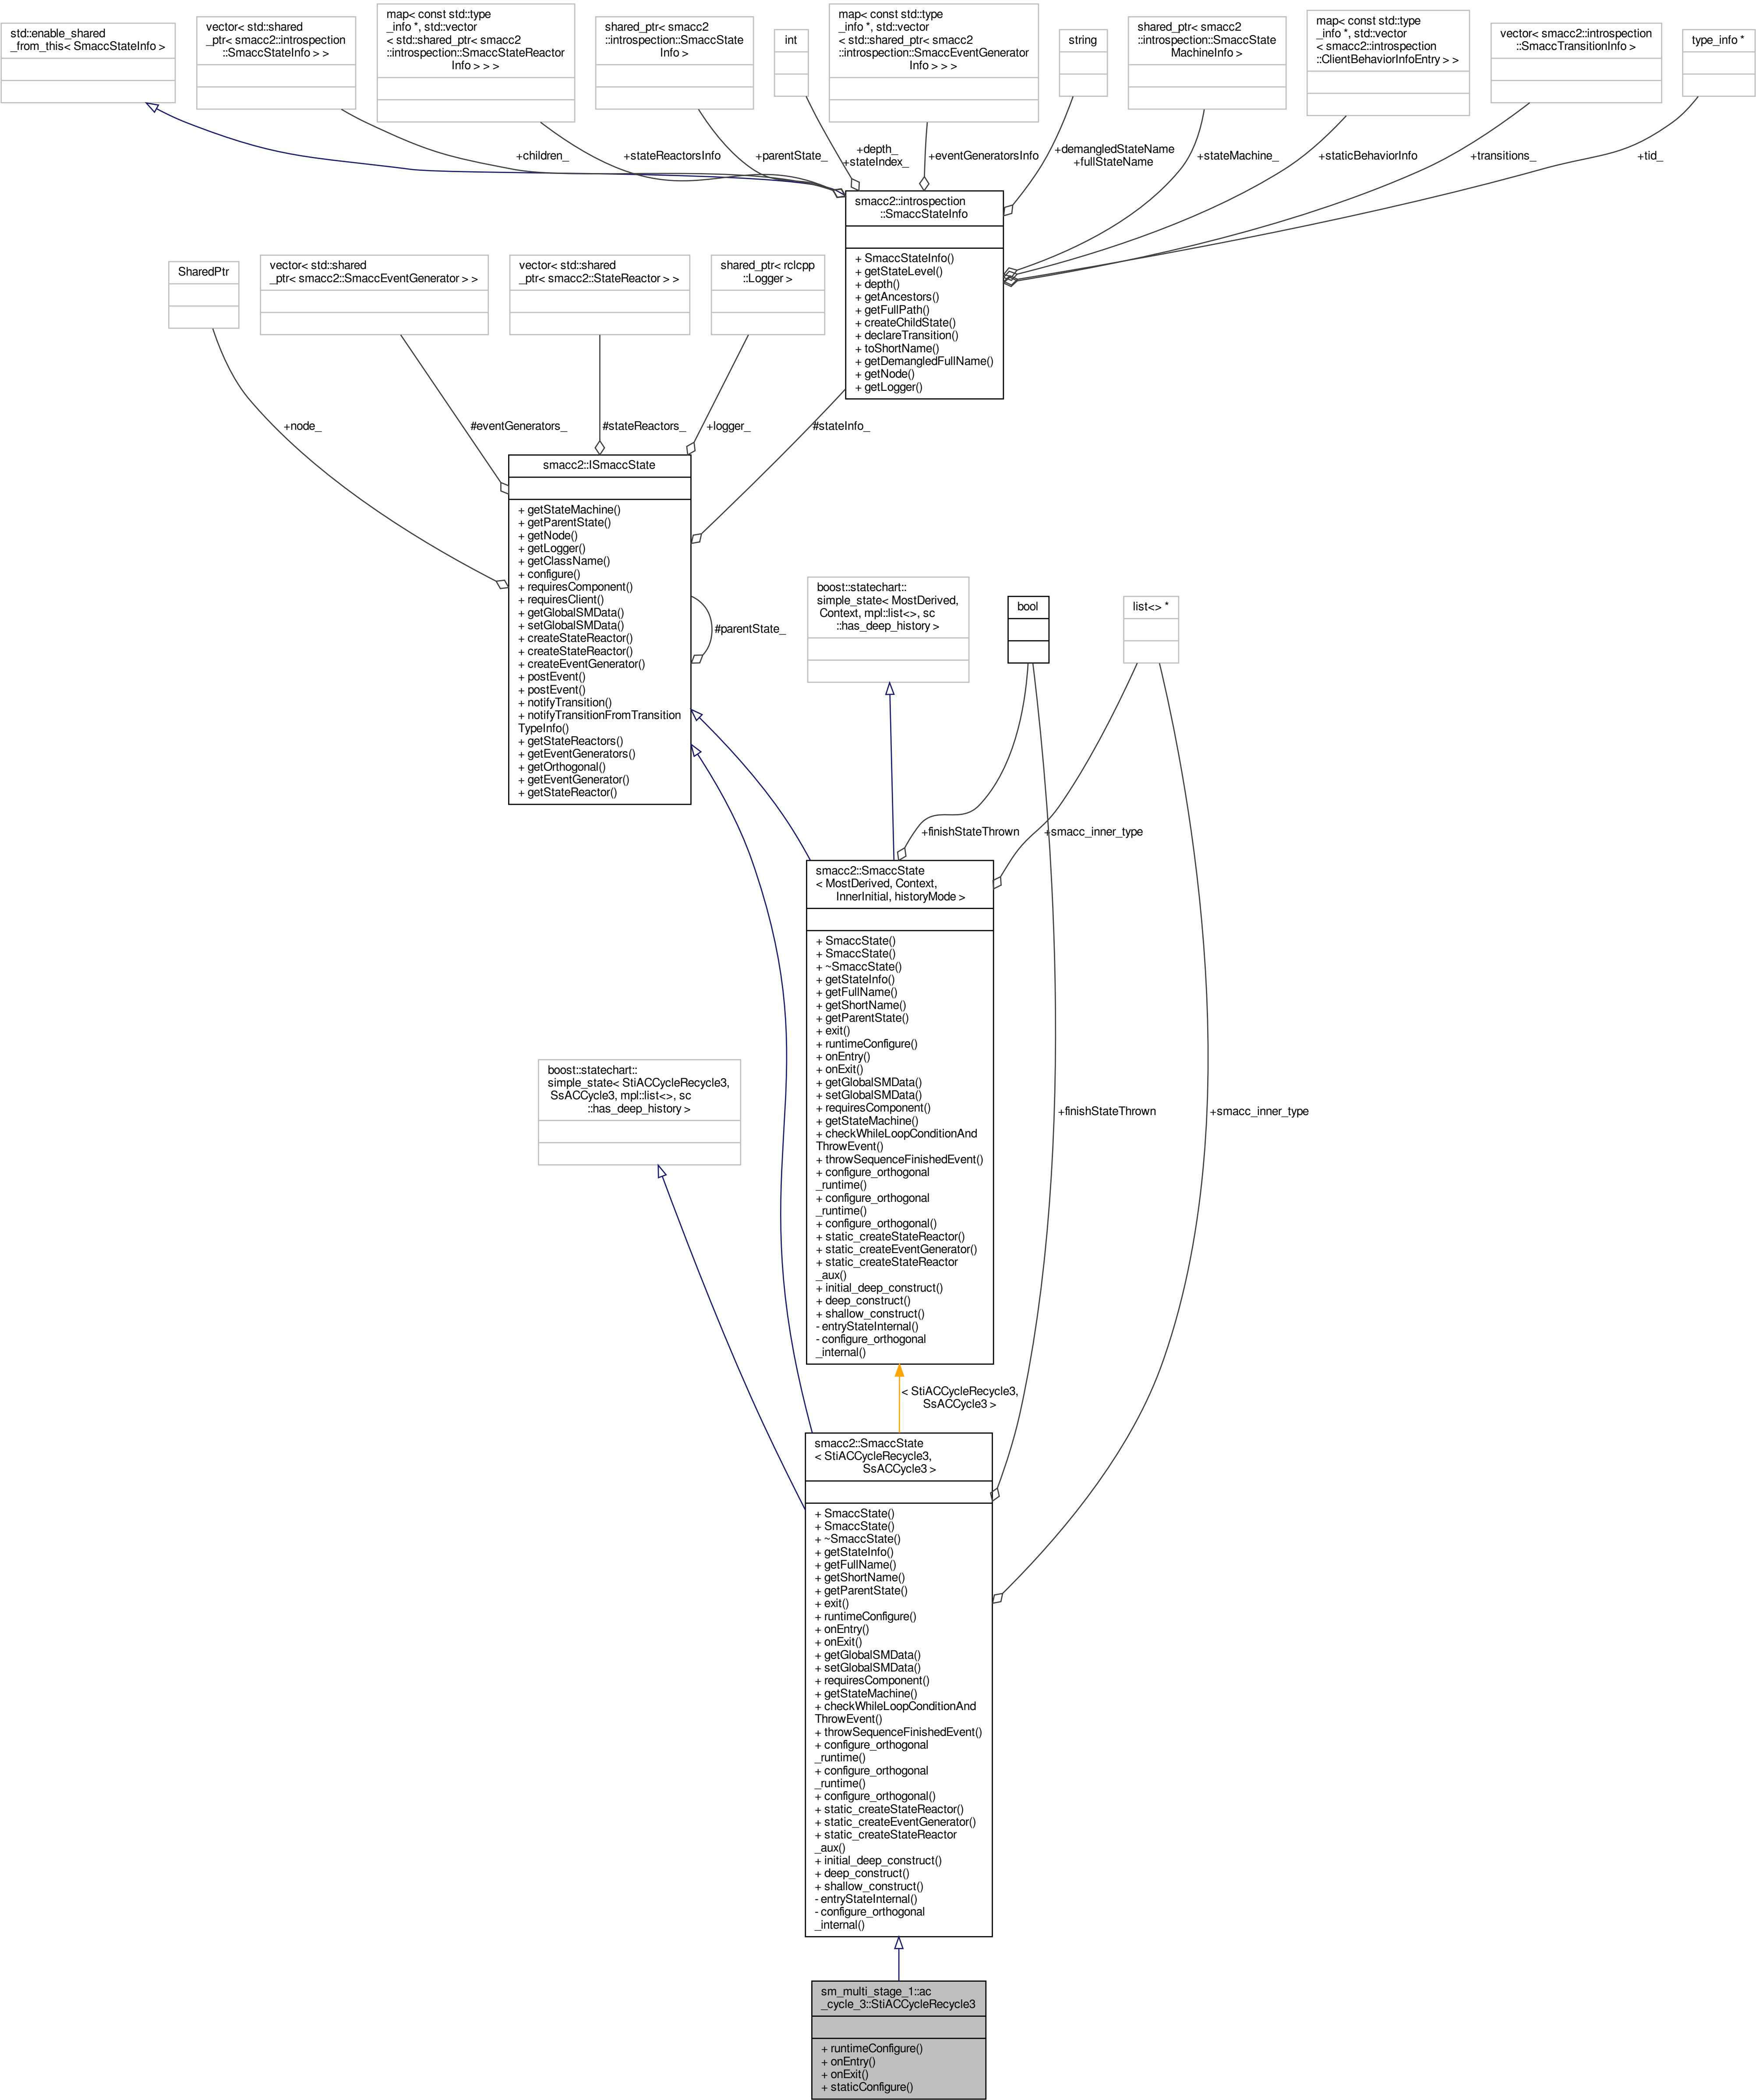 std::enable_shared
_from_this< SmaccStateInfo >
vector< std::shared
_ptr< smacc2::introspection
::SmaccStateInfo > >
map< const std::type
_info *, std::vector
< std::shared_ptr< smacc2
::introspection::SmaccStateReactor
Info > > >
shared_ptr< smacc2
::introspection::SmaccState
Info >
int
map< const std::type
_info *, std::vector
< std::shared_ptr< smacc2
::introspection::SmaccEventGenerator
Info > > >
string
shared_ptr< smacc2
::introspection::SmaccState
MachineInfo >
map< const std::type
_info *, std::vector
< smacc2::introspection
::ClientBehaviorInfoEntry > >
vector< smacc2::introspection
::SmaccTransitionInfo >
type_info *
+children_
+stateReactorsInfo
+parentState_
+depth_
+stateIndex_
+eventGeneratorsInfo
+demangledStateName
+fullStateName
+stateMachine_
+staticBehaviorInfo
+transitions_
+tid_
smacc2::introspection
::SmaccStateInfo
+ SmaccStateInfo()
+ getStateLevel()
+ depth()
+ getAncestors()
+ getFullPath()
+ createChildState()
+ declareTransition()
+ toShortName()
+ getDemangledFullName()
+ getNode()
+ getLogger()
SharedPtr
vector< std::shared
_ptr< smacc2::SmaccEventGenerator > >
vector< std::shared
_ptr< smacc2::StateReactor > >
shared_ptr< rclcpp
::Logger >
+node_
#eventGenerators_
#stateReactors_
+logger_
#stateInfo_
smacc2::ISmaccState
+ getStateMachine()
+ getParentState()
+ getNode()
+ getLogger()
+ getClassName()
+ configure()
+ requiresComponent()
+ requiresClient()
+ getGlobalSMData()
+ setGlobalSMData()
+ createStateReactor()
+ createStateReactor()
+ createEventGenerator()
+ postEvent()
+ postEvent()
+ notifyTransition()
+ notifyTransitionFromTransition
TypeInfo()
+ getStateReactors()
+ getEventGenerators()
+ getOrthogonal()
+ getEventGenerator()
+ getStateReactor()
#parentState_
boost::statechart::
simple_state< MostDerived,
Context, mpl::list<>, sc
::has_deep_history >
bool
list<> *
+finishStateThrown
+smacc_inner_type
smacc2::SmaccState
< MostDerived, Context,
InnerInitial, historyMode >
+ SmaccState()
+ SmaccState()
+ ~SmaccState()
+ getStateInfo()
+ getFullName()
+ getShortName()
+ getParentState()
+ exit()
+ runtimeConfigure()
+ onEntry()
+ onExit()
+ getGlobalSMData()
+ setGlobalSMData()
+ requiresComponent()
+ getStateMachine()
+ checkWhileLoopConditionAnd
ThrowEvent()
+ throwSequenceFinishedEvent()
+ configure_orthogonal
_runtime()
+ configure_orthogonal
_runtime()
+ configure_orthogonal()
+ static_createStateReactor()
+ static_createEventGenerator()
+ static_createStateReactor
_aux()
+ initial_deep_construct()
+ deep_construct()
+ shallow_construct()
- entryStateInternal()
- configure_orthogonal
_internal()
boost::statechart::
simple_state< StiACCycleRecycle3,
SsACCycle3, mpl::list<>, sc
::has_deep_history >
+finishStateThrown
+smacc_inner_type
< StiACCycleRecycle3,
SsACCycle3 >
smacc2::SmaccState
< StiACCycleRecycle3,
SsACCycle3 >
+ SmaccState()
+ SmaccState()
+ ~SmaccState()
+ getStateInfo()
+ getFullName()
+ getShortName()
+ getParentState()
+ exit()
+ runtimeConfigure()
+ onEntry()
+ onExit()
+ getGlobalSMData()
+ setGlobalSMData()
+ requiresComponent()
+ getStateMachine()
+ checkWhileLoopConditionAnd
ThrowEvent()
+ throwSequenceFinishedEvent()
+ configure_orthogonal
_runtime()
+ configure_orthogonal
_runtime()
+ configure_orthogonal()
+ static_createStateReactor()
+ static_createEventGenerator()
+ static_createStateReactor
_aux()
+ initial_deep_construct()
+ deep_construct()
+ shallow_construct()
- entryStateInternal()
- configure_orthogonal
_internal()
sm_multi_stage_1::ac
_cycle_3::StiACCycleRecycle3
+ runtimeConfigure()
+ onEntry()
+ onExit()
+ staticConfigure()